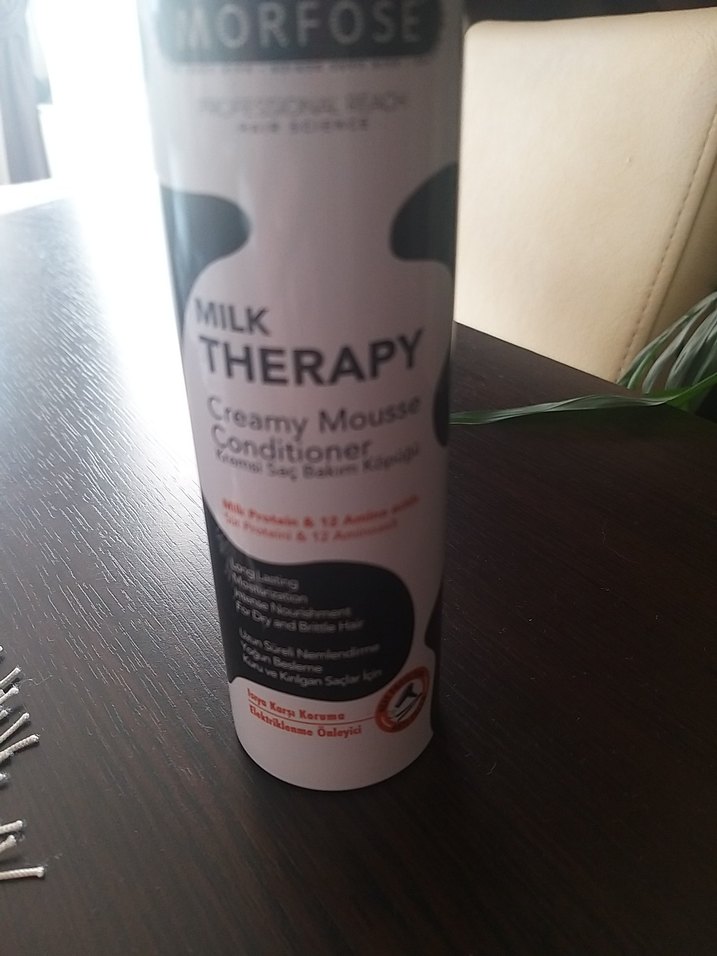 MORFOSE
PROFESSIONAL REACH
HAIR SCIENCE
MILK
THERAPY
Creamy Mousse
Conditioner
Kremsi Saç Bakım Köpüğü
Milk Protein & 12 Amino acids
Süt Proteini & 12 Aminoasit
Long Lasting
Moisturization
Intense Nourishment
For Dry and Brittle Hair
Uzun Süreli Nemlendirme
Yoğun Besleme
Kuru ve Kırılgan Saçlar İçin
Isıya Karşı Koruma
Elektriklenme Önleyici